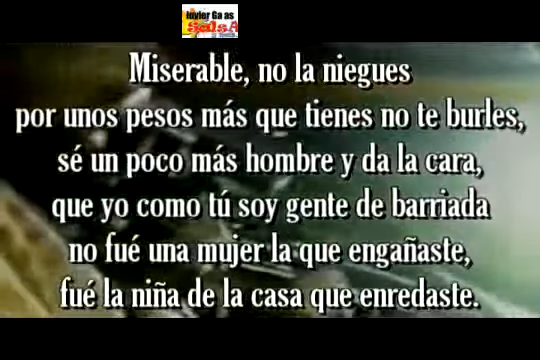 Salsa
Miserable, no la niegues
por unos pesos más que tienes no te burles,
sé un poco más hombre y da la cara,
que yo como tú soy gente de barriada
no fué una mujer la que engañaste,
fué la niña de la casa que enredaste.